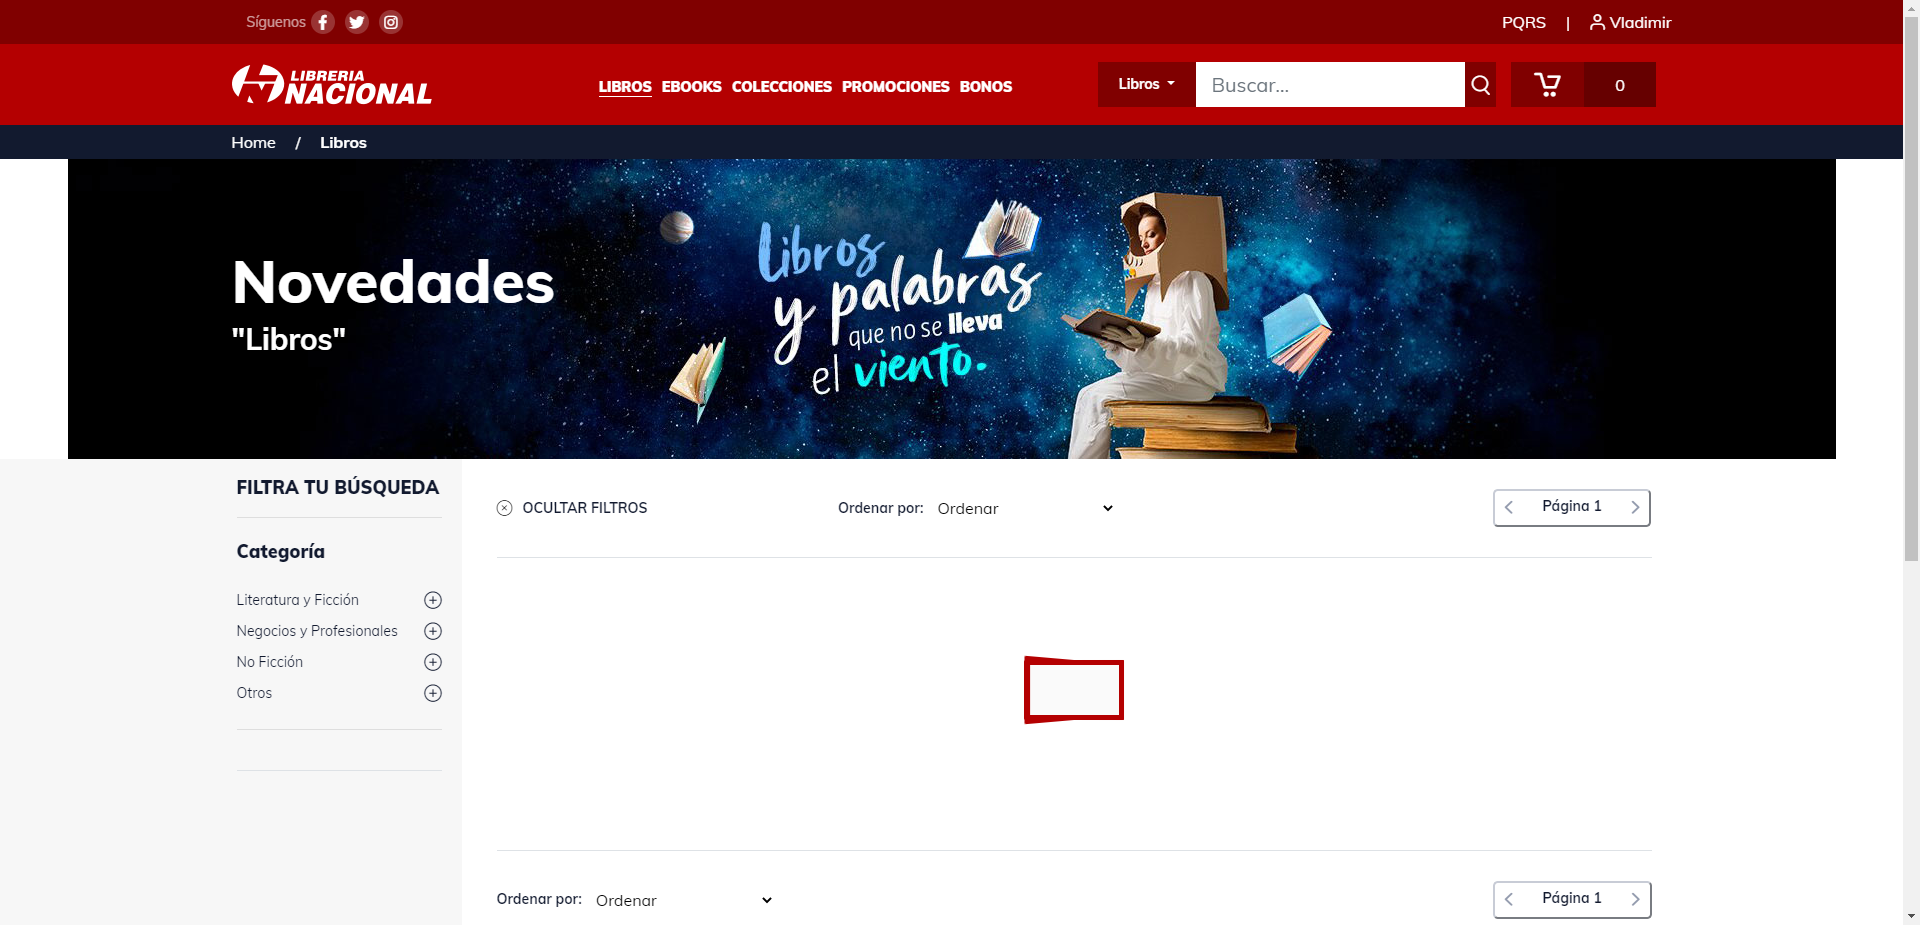 Síguenos
PQRS | Vladimir
LIBRERIA
NACIONAL
LIBROS EBOOKS COLECCIONES PROMOCIONES BONOS
Libros
Buscar...
0
Home / Libros
Novedades
"Libros"
Libros
y palabras
que no se lleva
el viento.
FILTRA TU BÚSQUEDA
Categoría
Literatura y Ficción
Negocios y Profesionales
No Ficción
Otros
OCULTAR FILTROS
Ordenar por: Ordenar
Página 1
Ordenar por: Ordenar
Página 1